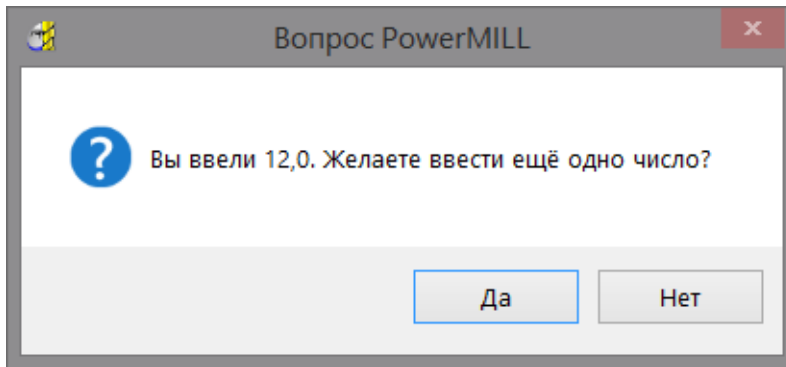 Вопрос PowerMILL
Вы ввели 12,0. Желаете ввести ещё одно число?
Да
Нет